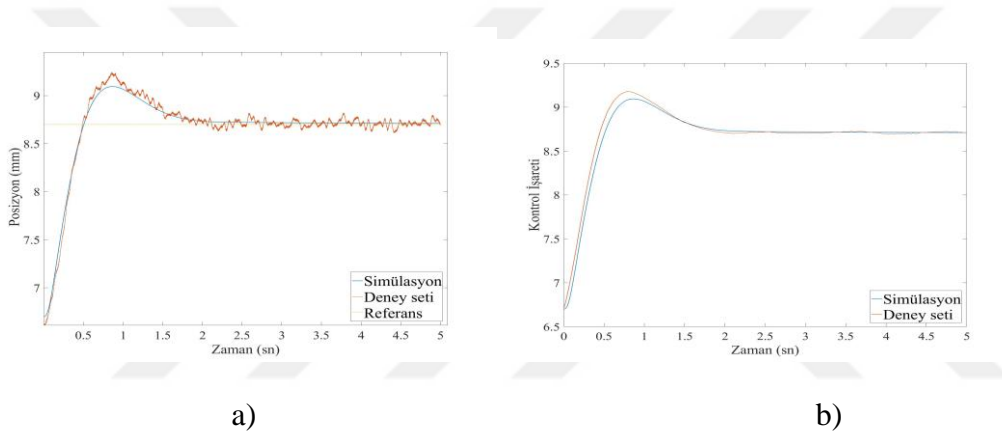 9
8.5
8
7.5
7
Posizyon (mm)
0.5 1 1.5 2 2.5 3 3.5 4 4.5 5
Zaman (sn)
Simülasyon
Deney seti
Referans
a)
9.5
9
8.5
8
7.5
7
6.5
Kontrol İşareti
0 0.5 1 1.5 2 2.5 3 3.5 4 4.5 5
Zaman (sn)
Simülasyon
Deney seti
b)